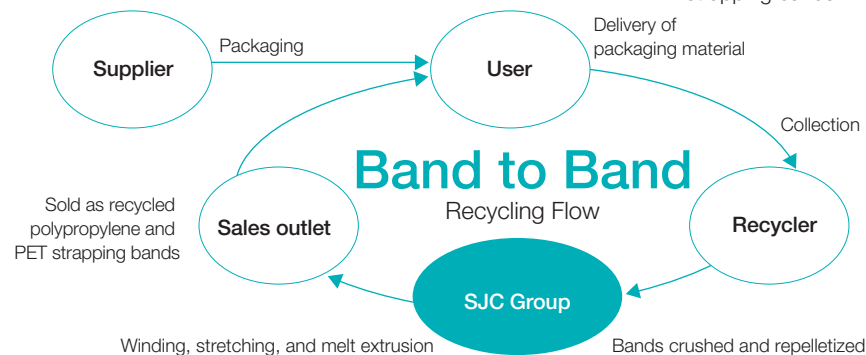 Supplier
Packaging
User
Delivery of
packaging material
Collection
Band to Band
Recycling Flow
Sold as recycled
polypropylene and
PET strapping bands
Sales outlet
Recycler
SJC Group
Winding, stretching, and melt extrusion
Bands crushed and repelletized